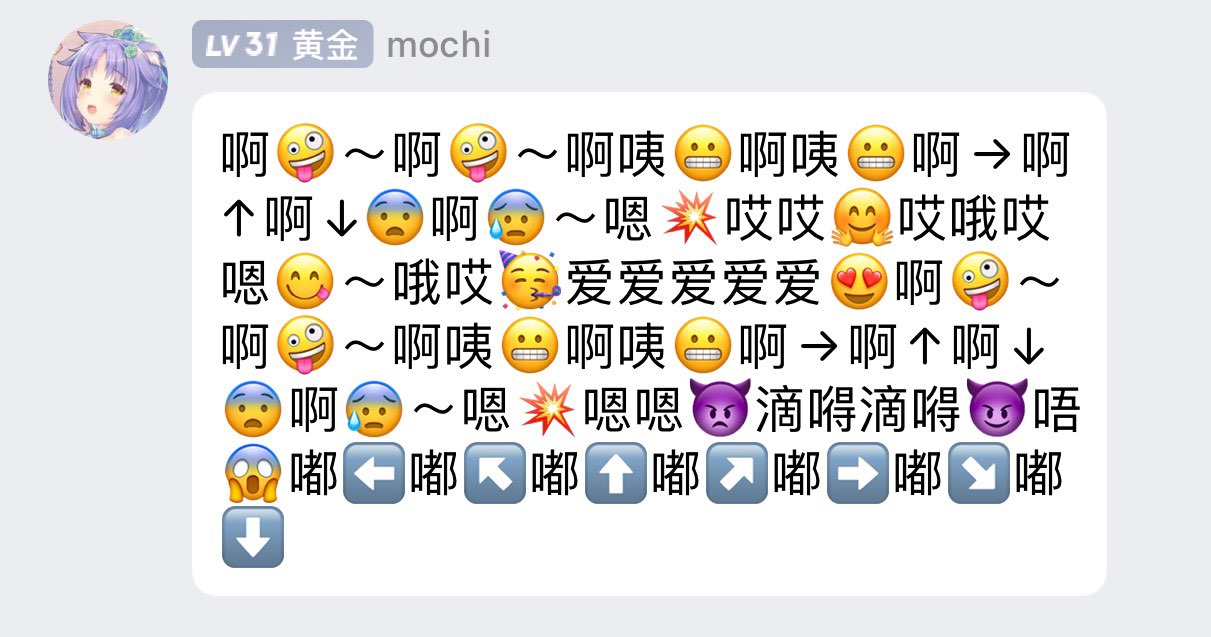 LV 31 黄金 mochi
啊🤪～啊🤪～啊咦😬啊咦😬啊→啊
↑啊↓😨啊😰～嗯💥哎哎🤗哎哦哎
嗯😋～哦哎🥳爱爱爱爱爱😍啊🤪～
啊🤪～啊咦😬啊咦😬啊→啊↑啊↓
😨啊😰～嗯💥嗯嗯👿滴嘚滴嘚😈唔
😱嘟⬅️嘟↖️嘟⬆️嘟↗️嘟➡️嘟↘️嘟
⬇️